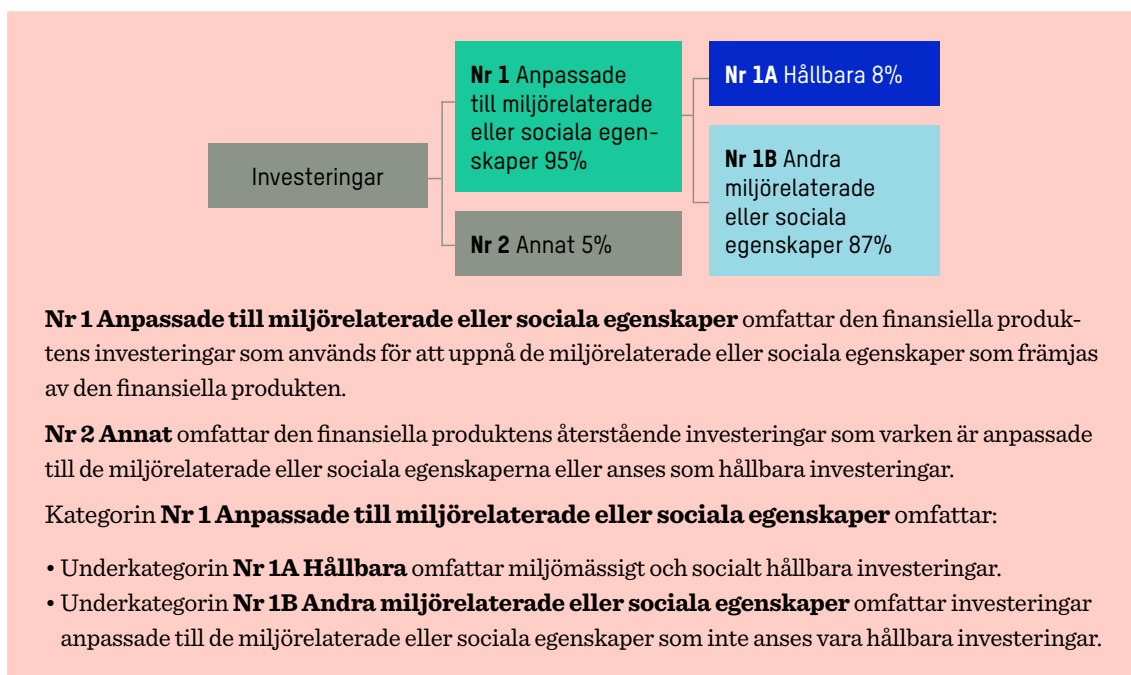 Investeringar
Nr 1 Anpassade
till miljörelaterade
eller sociala egen-
skaper 95%
Nr 2 Annat 5%
Nr 1A Hållbara 8%
Nr 1B Andra
miljörelaterade
eller sociala
egenskaper 87%
Nr 1 Anpassade till miljörelaterade eller sociala egenskaper omfattar den finansiella produk-
tens investeringar som används för att uppnå de miljörelaterade eller sociala egenskaper som främjas
av den finansiella produkten.
Nr 2 Annat omfattar den finansiella produktens återstående investeringar som varken är anpassade
till de miljörelaterade eller sociala egenskaperna eller anses som hållbara investeringar.
Kategorin Nr 1 Anpassade till miljörelaterade eller sociala egenskaper omfattar:
• Underkategorin Nr 1A Hållbara omfattar miljömässigt och socialt hållbara investeringar.
• Underkategorin Nr 1B Andra miljörelaterade eller sociala egenskaper omfattar investeringar
anpassade till de miljörelaterade eller sociala egenskaper som inte anses vara hållbara investeringar.